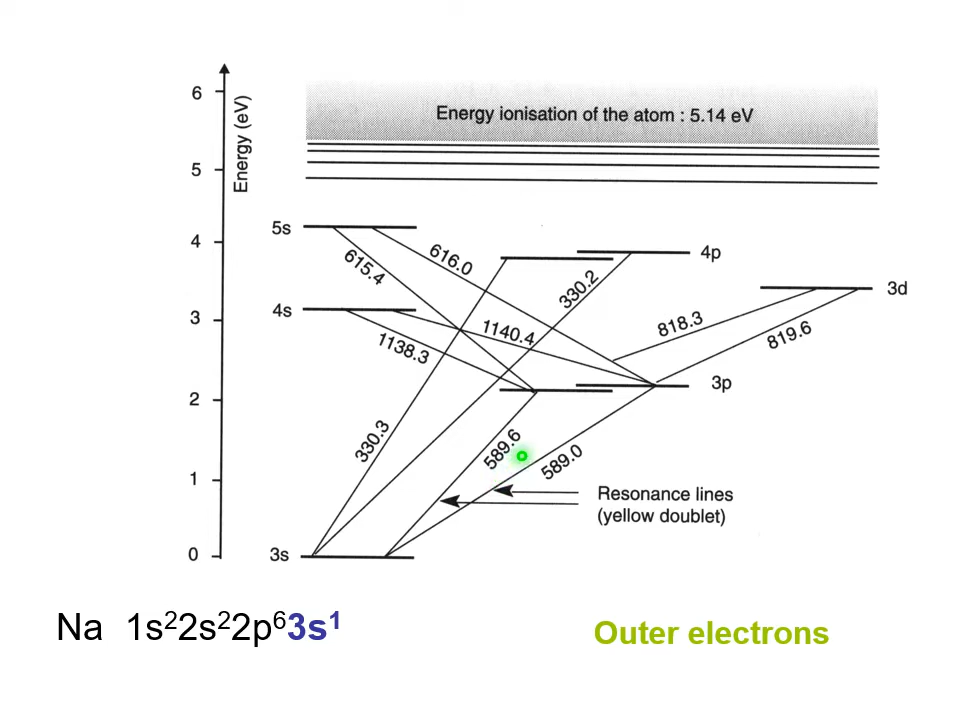 6
Energy ionisation of the atom : 5.14 eV
Energy (eV)
5
5s
4
616.0
4p
615.4
330.2
3d
4s
3
818.3
1140.4
819.6
1138.3
3p
2
330.3
589.6
589.0
1
Resonance lines
(yellow doublet)
0
3s
Na 1s²2s²2p⁶3s¹
Outer electrons